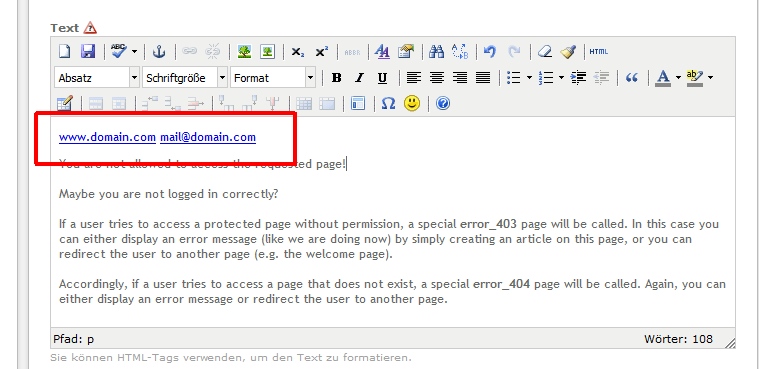 Text
ABC
ABBR
HTML
Absatz Schriftgröße Format B I U A ab
www.domain.com mail@domain.com
You are not allowed to access the requested page!
Maybe you are not logged in correctly?
If a user tries to access a protected page without permission, a special error_403 page will be called. In this case you
can either display an error message (like we are doing now) by simply creating an article on this page, or you can
redirect the user to another page (e.g. the welcome page).
Accordingly, if a user tries to access a page that does not exist, a special error_404 page will be called. Again, you can
either display an error message or redirect the user to another page.
Pfad: p Wörter: 108
Sie können HTML-Tags verwenden, um den Text zu formatieren.